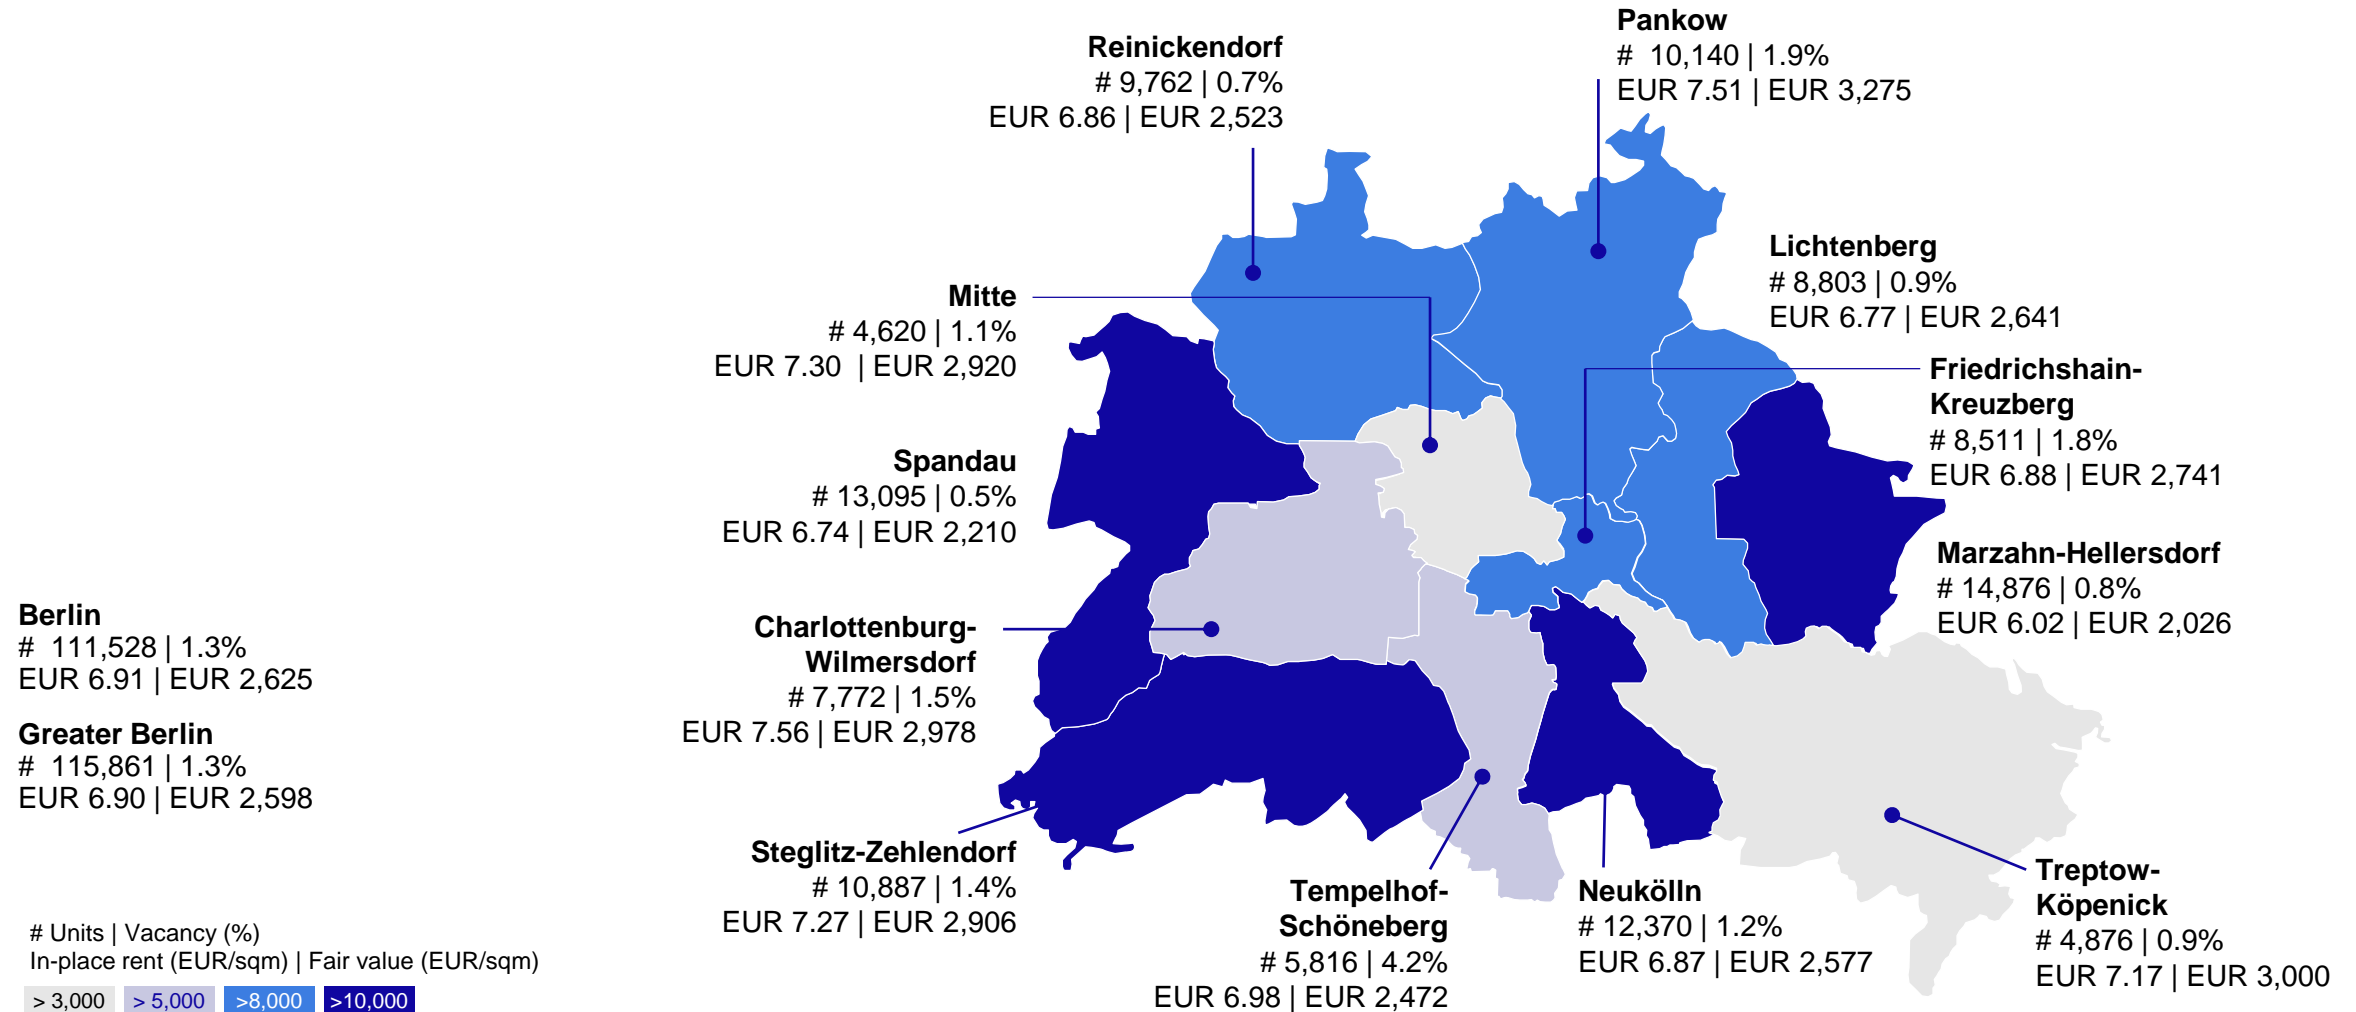 Pankow
# 10,140 | 1.9%
EUR 7.51 | EUR 3,275
Reinickendorf
# 9,762 | 0.7%
EUR 6.86 | EUR 2,523
Lichtenberg
# 8,803 | 0.9%
EUR 6.77 | EUR 2,641
Mitte
# 4,620 | 1.1%
EUR 7.30 | EUR 2,920
Friedrichshain-
Kreuzberg
# 8,511 | 1.8%
EUR 6.88 | EUR 2,741
Spandau
# 13,095 | 0.5%
EUR 6.74 | EUR 2,210
Marzahn-Hellersdorf
# 14,876 | 0.8%
EUR 6.02 | EUR 2,026
Berlin
# 111,528 | 1.3%
EUR 6.91 | EUR 2,625
Charlottenburg-
Wilmersdorf
# 7,772 | 1.5%
EUR 7.56 | EUR 2,978
Greater Berlin
# 115,861 | 1.3%
EUR 6.90 | EUR 2,598
Steglitz-Zehlendorf
# 10,887 | 1.4%
EUR 7.27 | EUR 2,906
Tempelhof-
Schöneberg
# 5,816 | 4.2%
EUR 6.98 | EUR 2,472
Neukölln
# 12,370 | 1.2%
EUR 6.87 | EUR 2,577
Treptow-
Köpenick
# 4,876 | 0.9%
EUR 7.17 | EUR 3,000
# Units | Vacancy (%)
In-place rent (EUR/sqm) | Fair value (EUR/sqm)
> 3,000 > 5,000 >8,000 >10,000